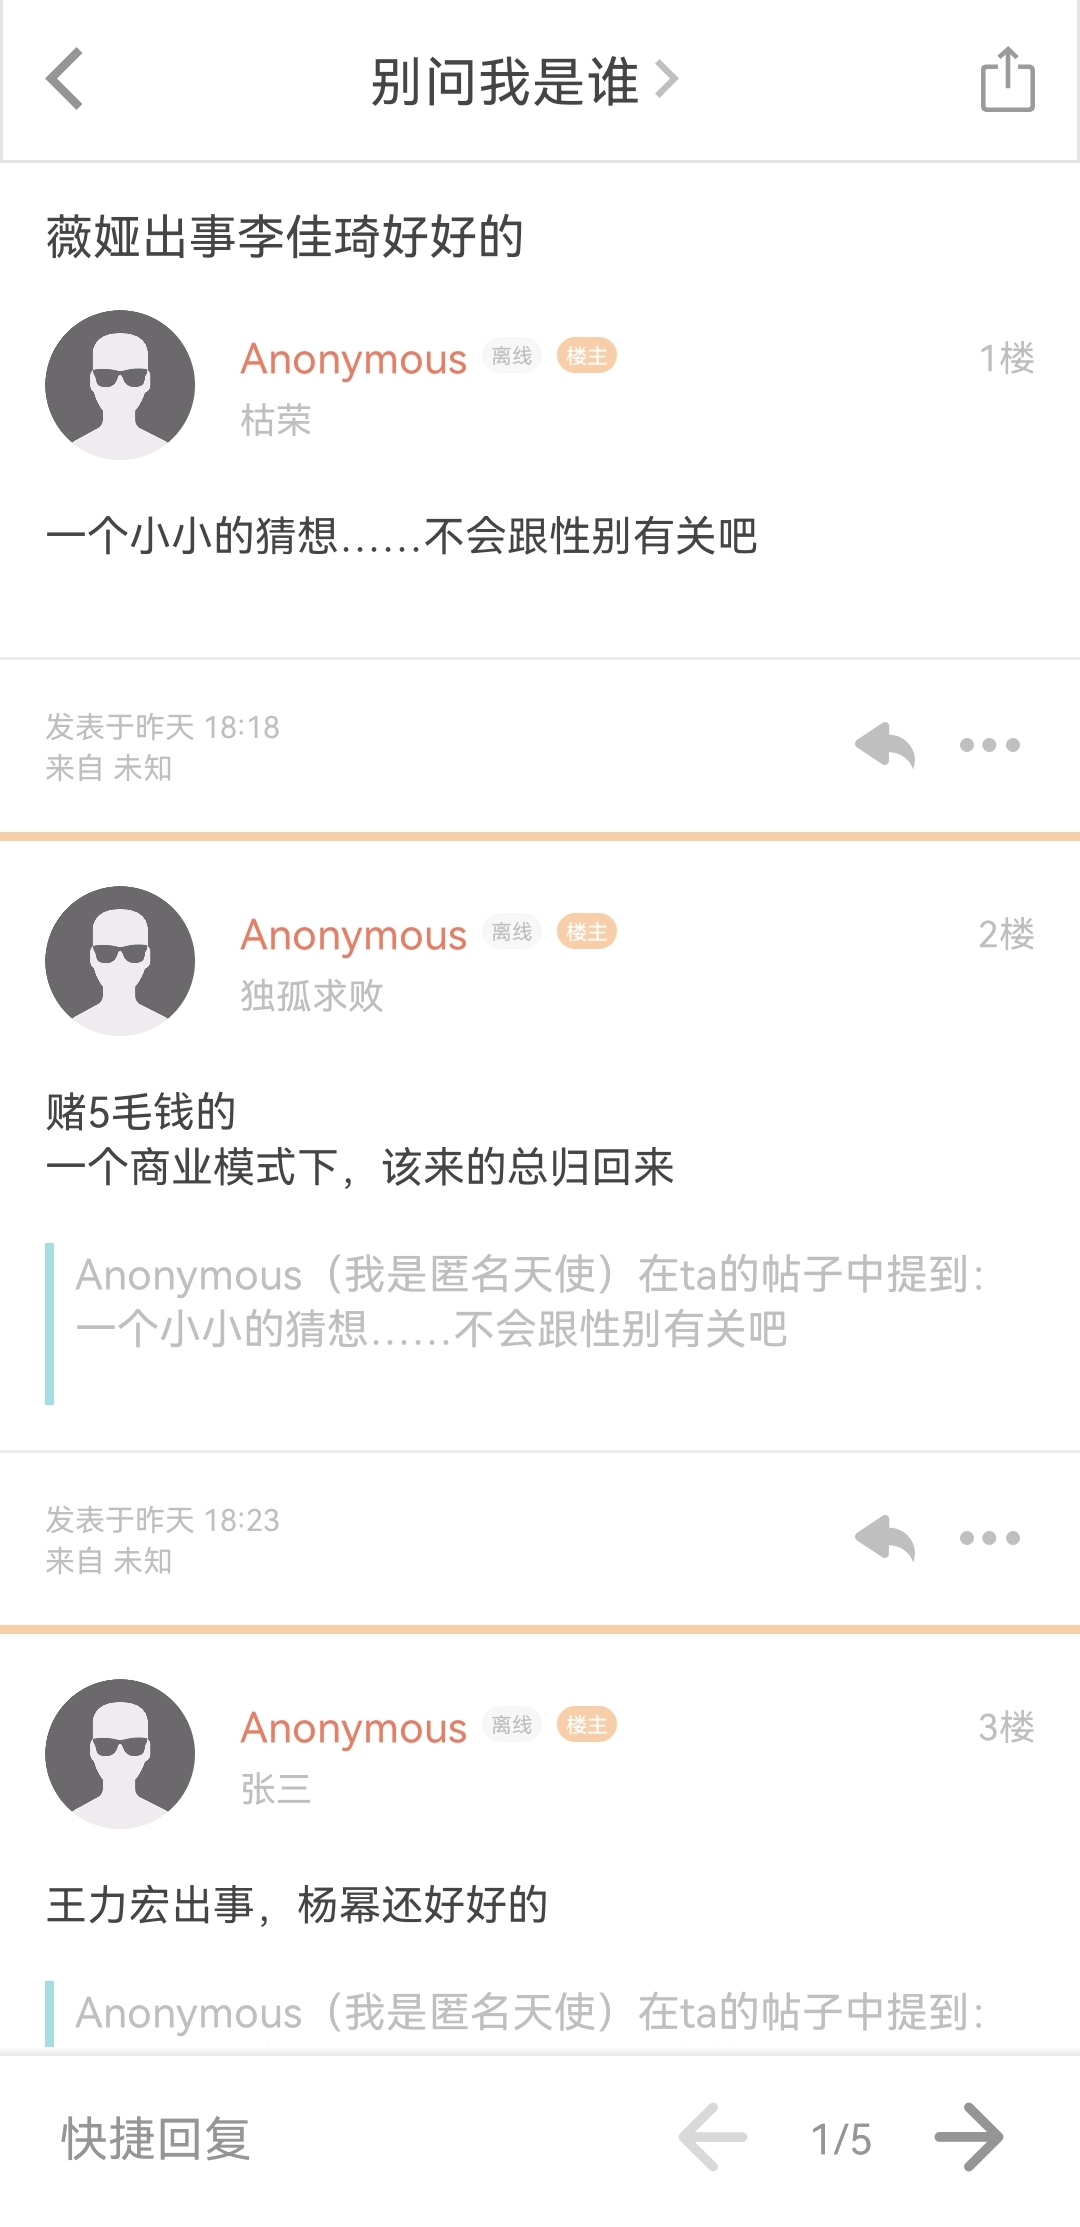 别问我是谁
薇娅出事李佳琦好好的
Anonymous 离线 楼主 1楼
枯荣
一个小小的猜想……不会跟性别有关吧
发表于昨天 18:18
来自 未知
Anonymous 离线 楼主 2楼
独孤求败
赌5毛钱的
一个商业模式下，该来的总归回来
Anonymous（我是匿名天使）在ta的帖子中提到：
一个小小的猜想……不会跟性别有关吧
发表于昨天 18:23
来自 未知
Anonymous 离线 楼主 3楼
张三
王力宏出事，杨幂还好好的
Anonymous（我是匿名天使）在ta的帖子中提到：
快捷回复 1/5